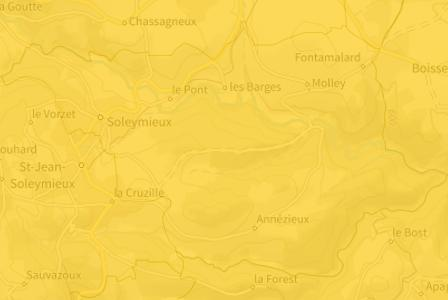 a Goutte
Chassagneux
Fontamalard
Boisse
Molley
les Barges
le Pont
le Vorzet
Soleymieux
ouhard
St-Jean-
Soleymieux
la Cruzille
Annézieux
le Bost
Sauvazoux
la Forest
Apa